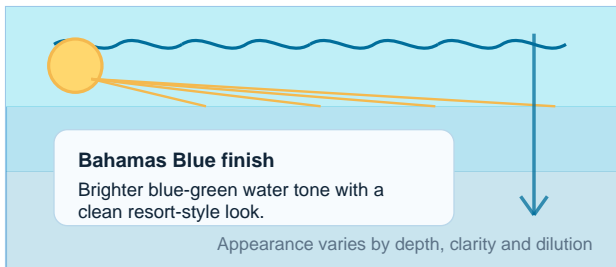 Bahamas Blue finish
Brighter blue-green water tone with a
clean resort-style look.
Appearance varies by depth, clarity and dilution